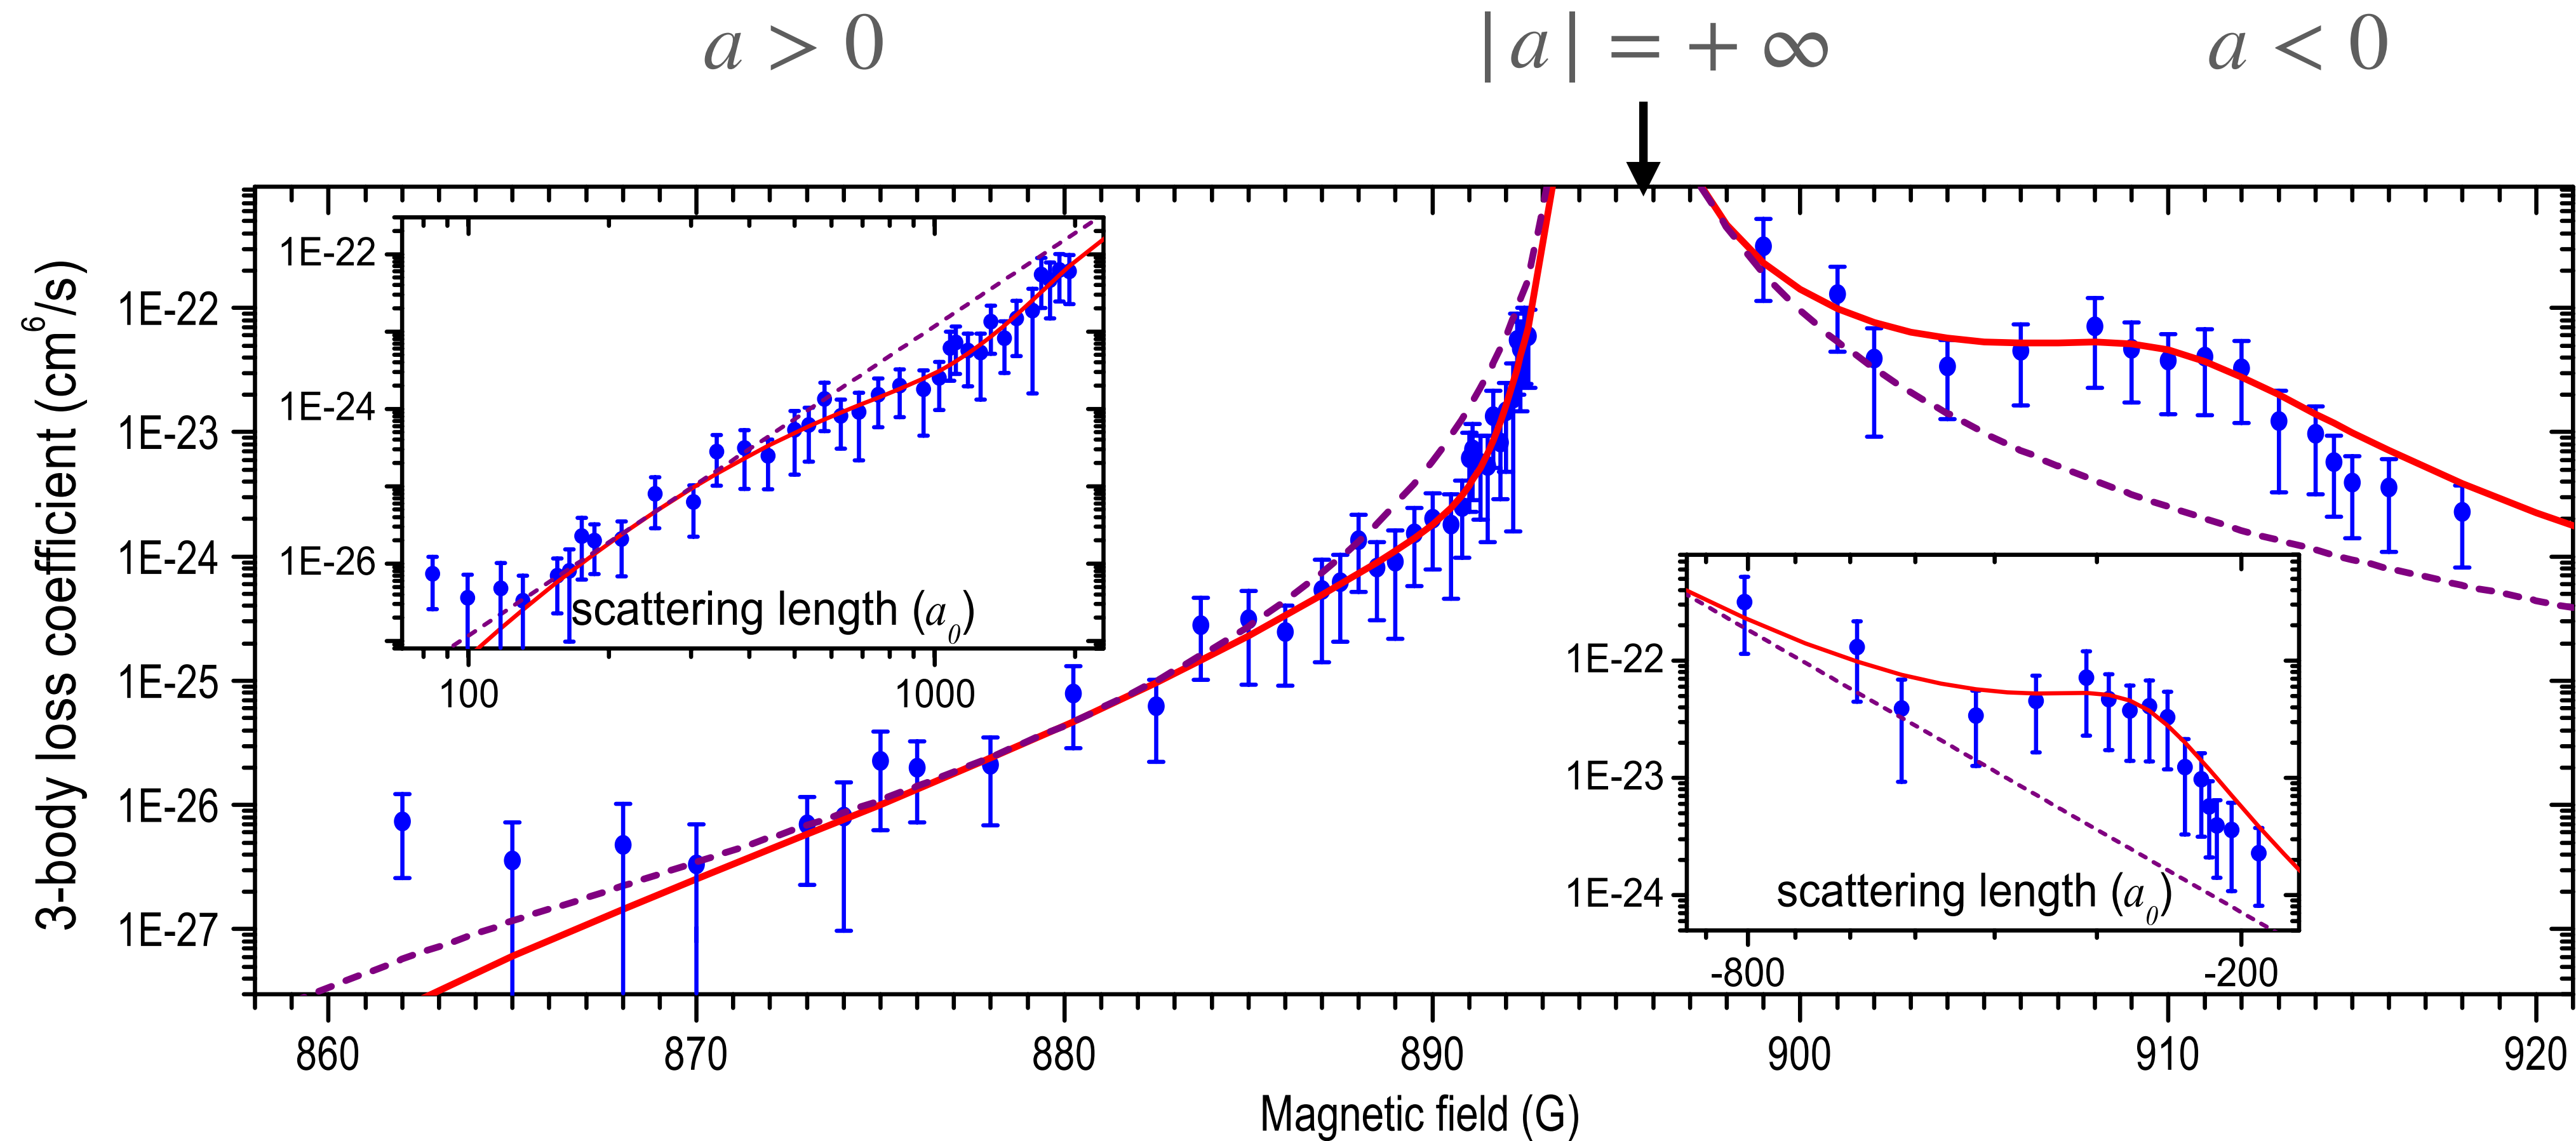 a > 0
|a| = + ∞
a < 0
3-body loss coefficient (cm⁶/s)
1E-22
1E-23
1E-24
1E-25
1E-26
1E-27
1E-22
1E-24
1E-26
scattering length (a₀)
100 1000
1E-22
1E-23
1E-24
scattering length (a₀)
-800 -200
860 870 880 890 900 910 920
Magnetic field (G)